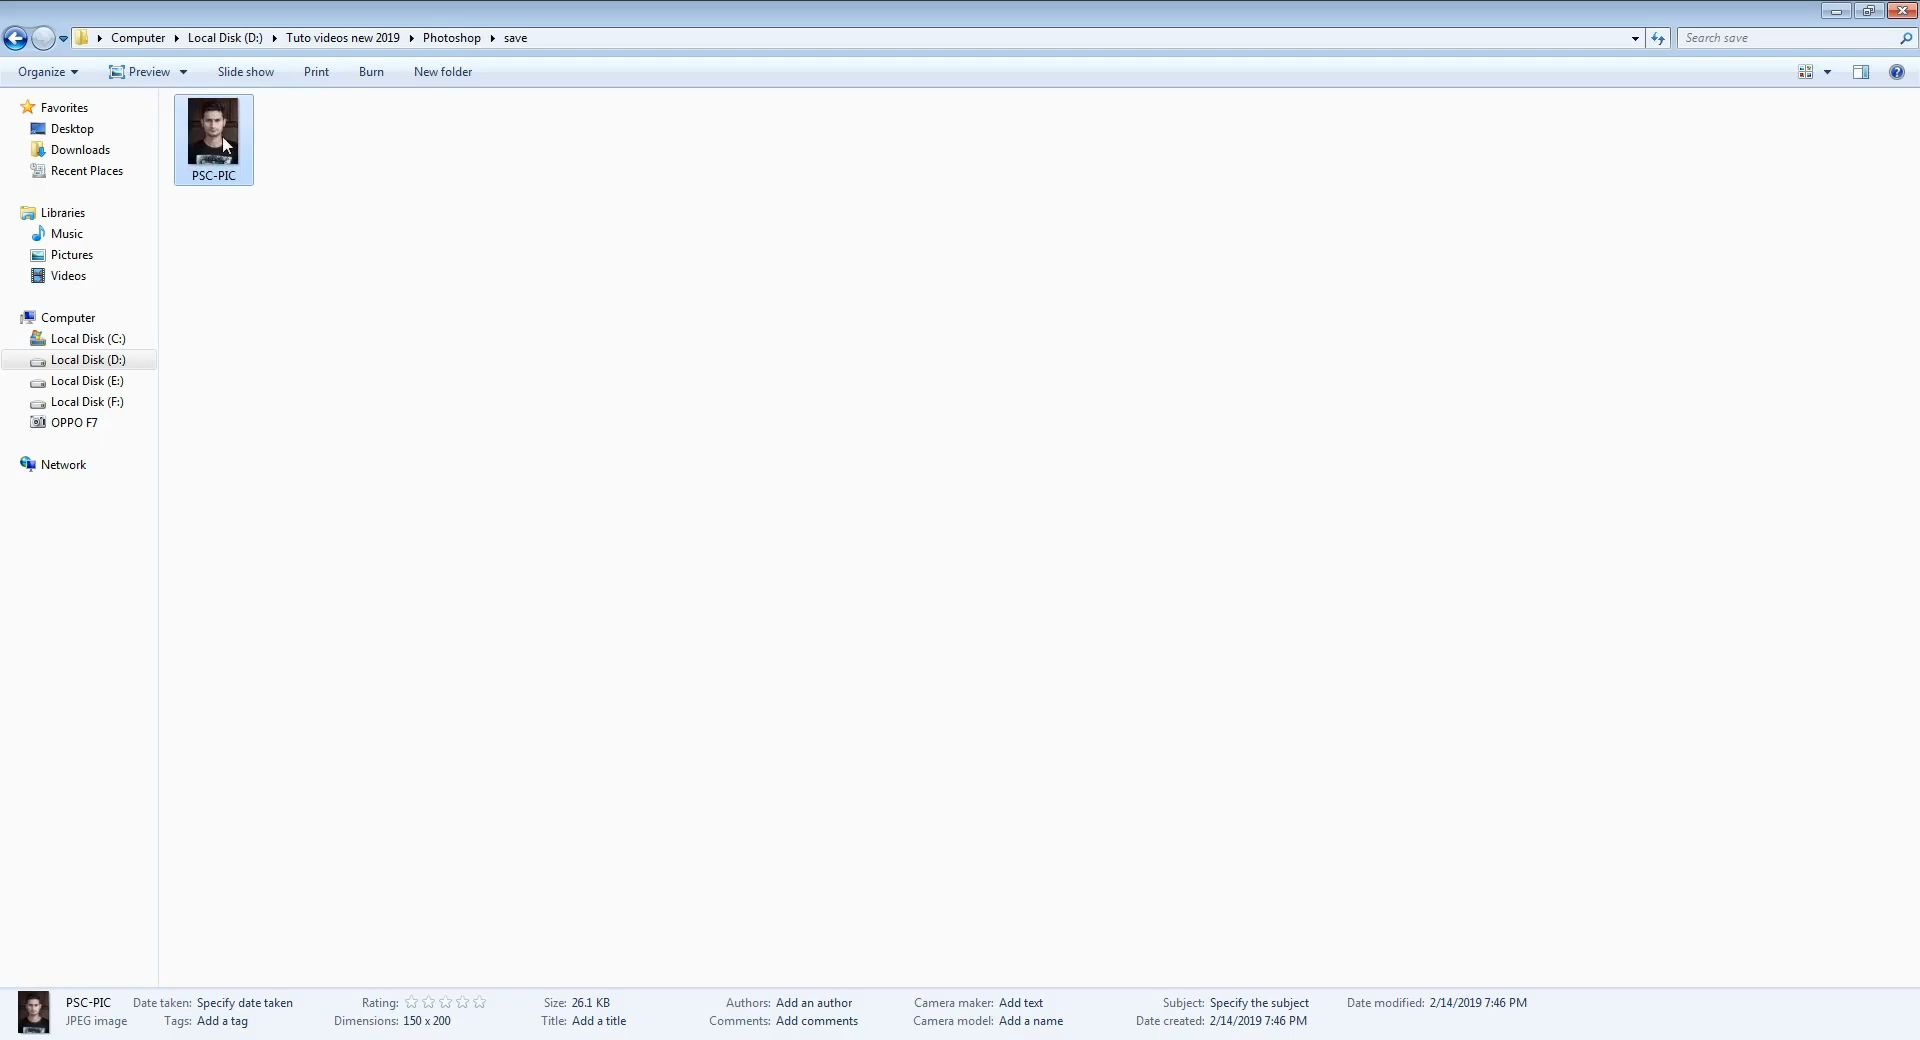 Computer Local Disk (D:) Tuto videos new 2019 Photoshop save Search save
Organize Preview Slide show Print Burn New folder
Favorites
Desktop
Downloads
Recent Places
Libraries
Music
Pictures
Videos
Computer
Local Disk (C:)
Local Disk (D:)
Local Disk (E:)
Local Disk (F:)
OPPO F7
Network
PSC-PIC
PSC-PIC Date taken: Specify date taken Rating: Size: 26.1 KB Authors: Add an author Camera maker: Add text Subject: Specify the subject Date modified: 2/14/2019 7:46 PM
JPEG image Tags: Add a tag Dimensions: 150 x 200 Title: Add a title Comments: Add comments Camera model: Add a name Date created: 2/14/2019 7:46 PM